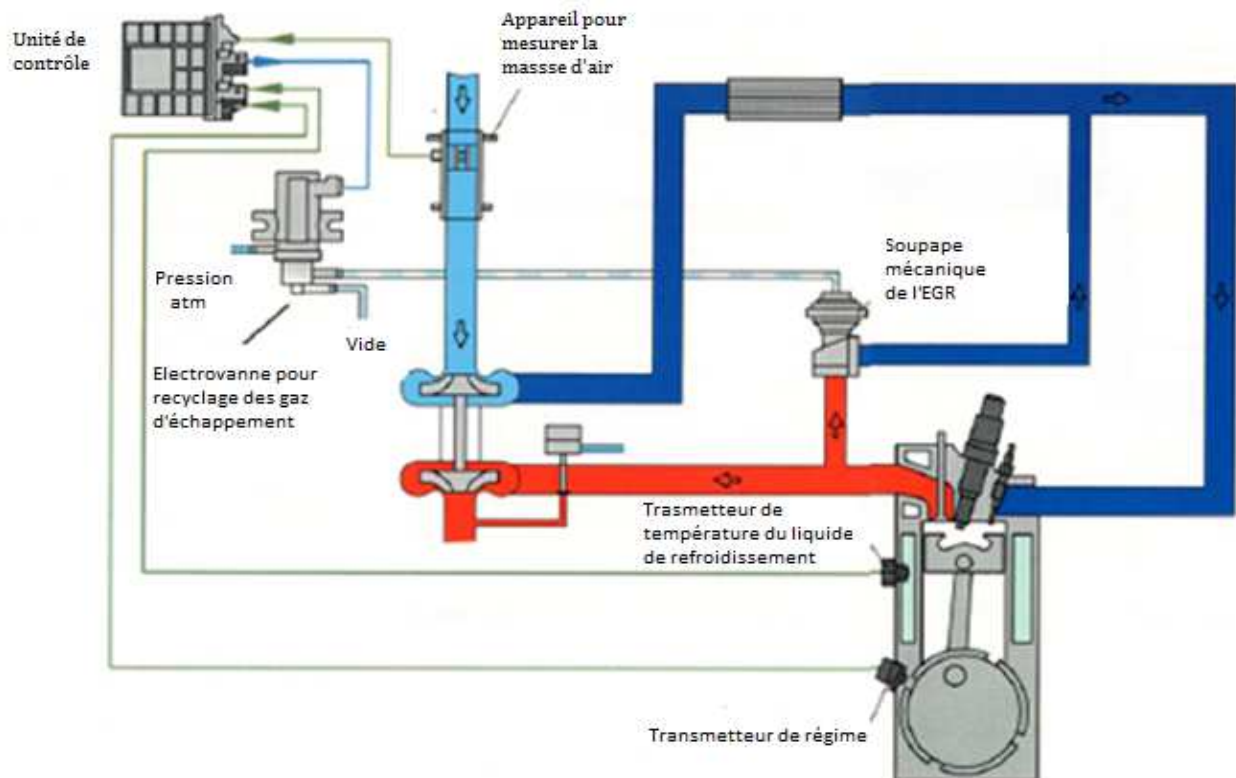 Unité de
contrôle
Appareil pour
mesurer la
massse d'air
Soupape
mécanique
de l'EGR
Pression
atm
Vide
Electrovanne pour
recyclage des gaz
d'échappement
Trasmetteur de
température du liquide
de refroidissement
Transmetteur de régime